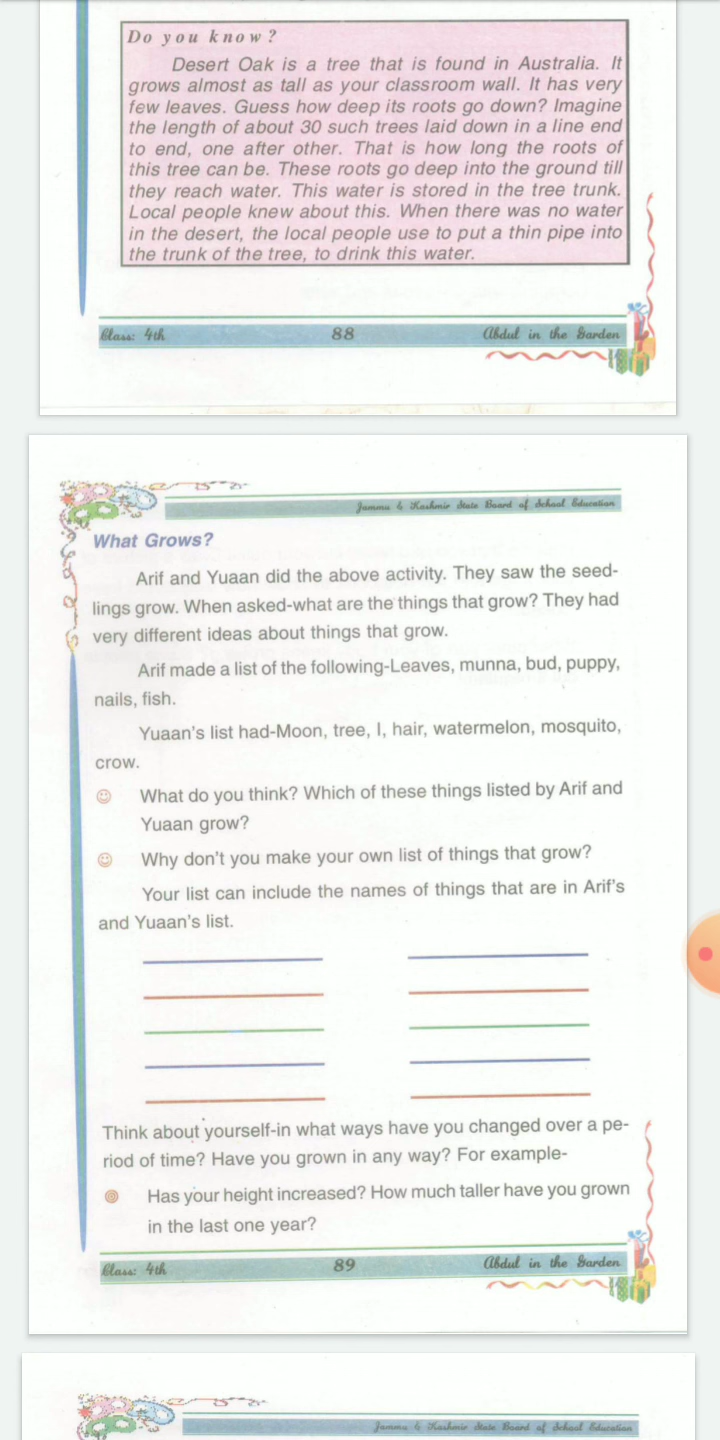 Do you know?
Desert Oak is a tree that is found in Australia. It
grows almost as tall as your classroom wall. It has very
few leaves. Guess how deep its roots go down? Imagine
the length of about 30 such trees laid down in a line end
to end, one after other. That is how long the roots of
this tree can be. These roots go deep into the ground till
they reach water. This water is stored in the tree trunk.
Local people knew about this. When there was no water
in the desert, the local people use to put a thin pipe into
the trunk of the tree, to drink this water.
Class: 4th 88 Abdul in the Garden
Jammu & Kashmir State Board of School Education
What Grows?
Arif and Yuaan did the above activity. They saw the seed-
lings grow. When asked-what are the things that grow? They had
very different ideas about things that grow.
Arif made a list of the following-Leaves, munna, bud, puppy,
nails, fish.
Yuaan's list had-Moon, tree, I, hair, watermelon, mosquito,
crow.
What do you think? Which of these things listed by Arif and
Yuaan grow?
Why don't you make your own list of things that grow?
Your list can include the names of things that are in Arif's
and Yuaan's list.
Think about yourself-in what ways have you changed over a pe-
riod of time? Have you grown in any way? For example-
Has your height increased? How much taller have you grown
in the last one year?
Class: 4th 89 Abdul in the Garden
Jammu & Kashmir State Board of School Education